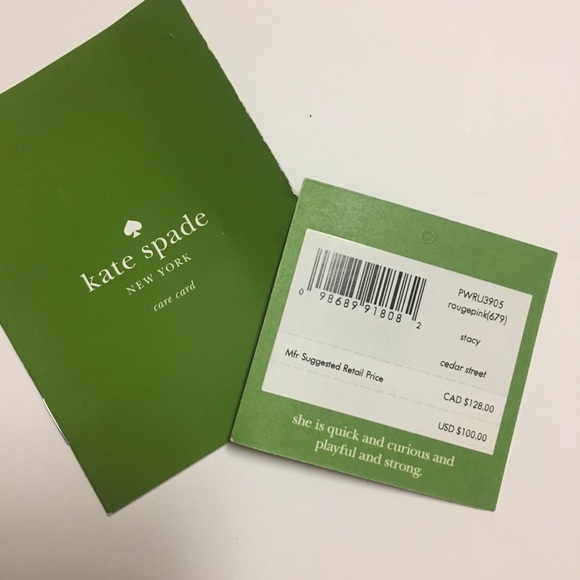 kate spade
NEW YORK
care card
0 98689 91808 2
PWRU3905
rougepink(679)
stacy
cedar street
Mfr Suggested Retail Price
CAD $128.00
USD $100.00
she is quick and curious and
playful and strong.